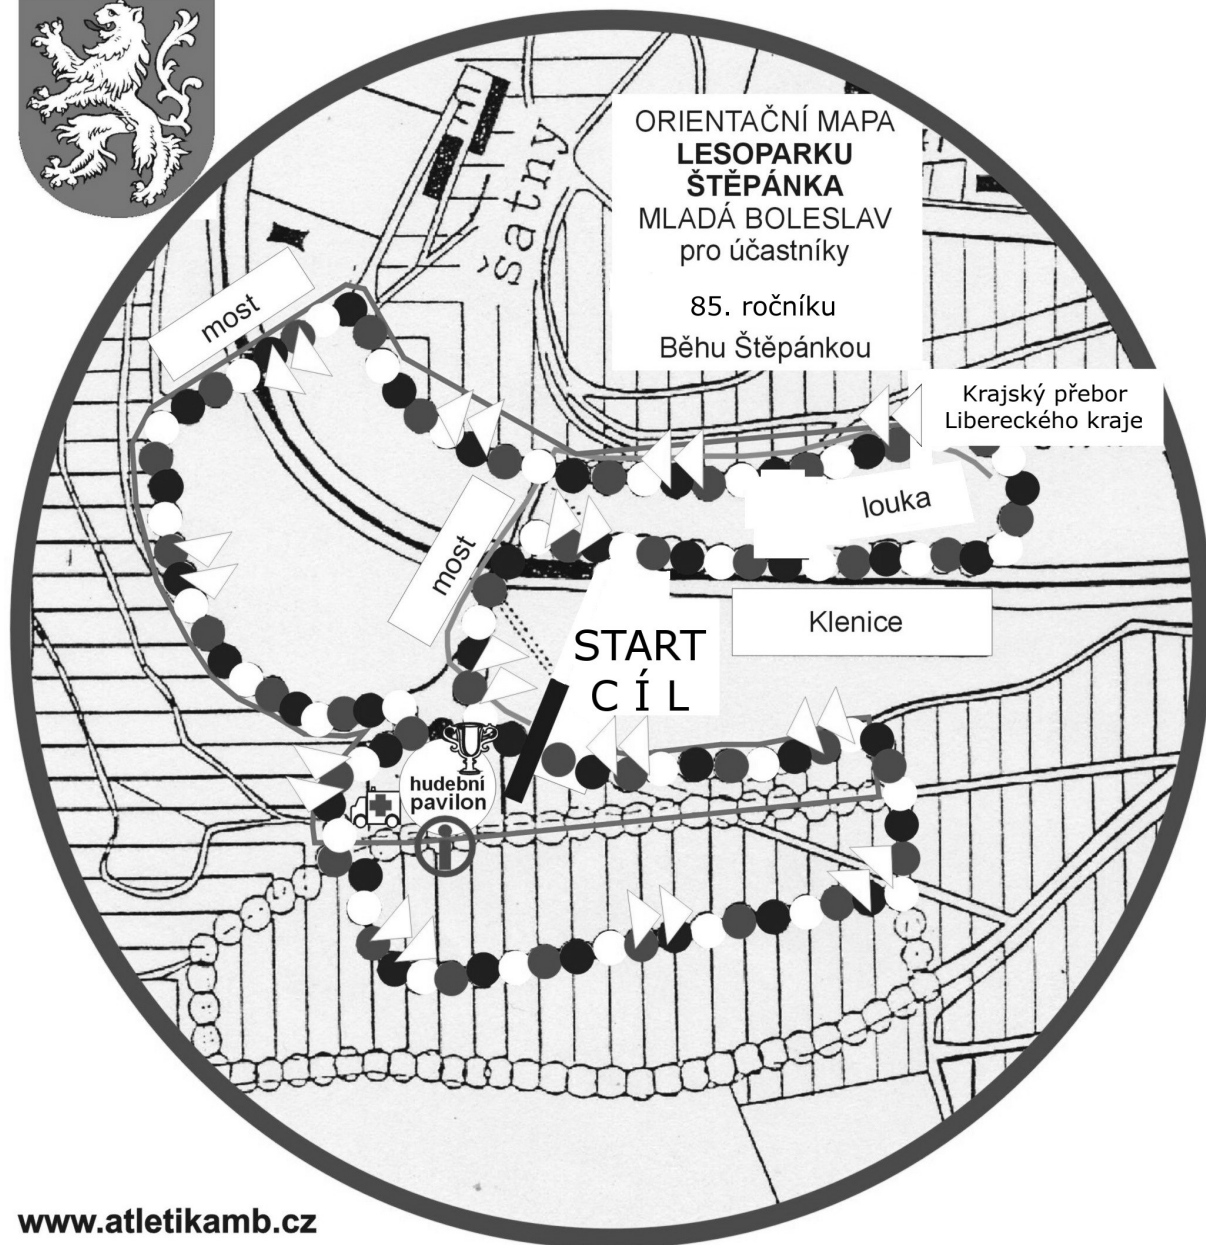 ORIENTAČNÍ MAPA
LESOPARKU
ŠTĚPÁNKA
MLADÁ BOLESLAV
pro účastníky
85. ročníku
Běhu Štěpánkou
Šatny
most
Krajský přebor
Libereckého kraje
louka
most
Klenice
START
CÍL
hudební
pavilon
www.atletikamb.cz